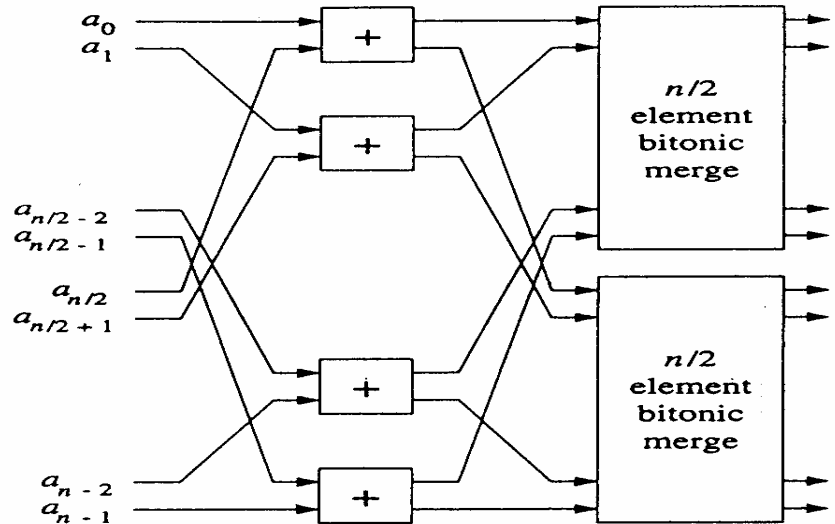 a₀
a₁
aₙ/₂ ₋ ₂
aₙ/₂ ₋ ₁
aₙ/₂
aₙ/₂ ₊ ₁
aₙ ₋ ₂
aₙ ₋ ₁
+
+
+
+
n/2
element
bitonic
merge
n/2
element
bitonic
merge